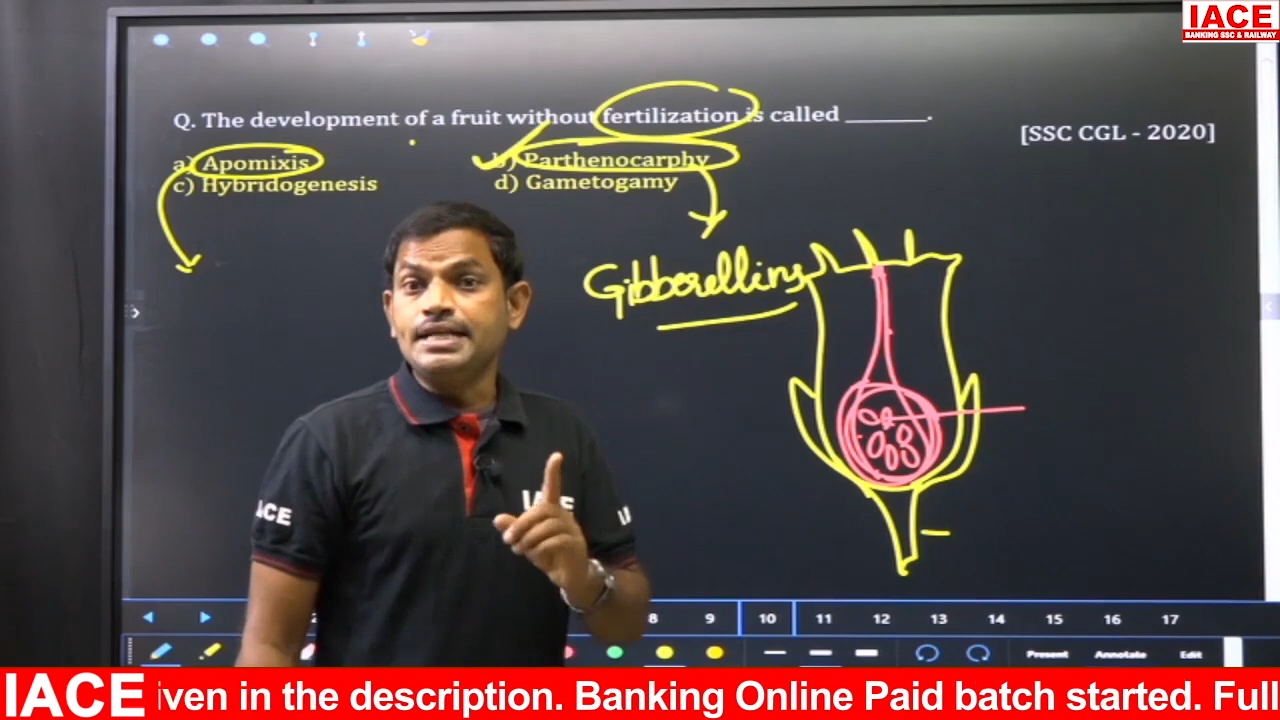 IACE
BANKING SSC & RAILWAY
Q. The development of a fruit without fertilization is called ________.
[SSC CGL - 2020]
a) Apomixis
b) Parthenocarphy
c) Hybridogenesis
d) Gametogamy
Gibberellins
IACE
IACE
8 9 10 11 12 13 14 15 16 17
Present Annotate Edit
IACE iven in the description. Banking Online Paid batch started. Full